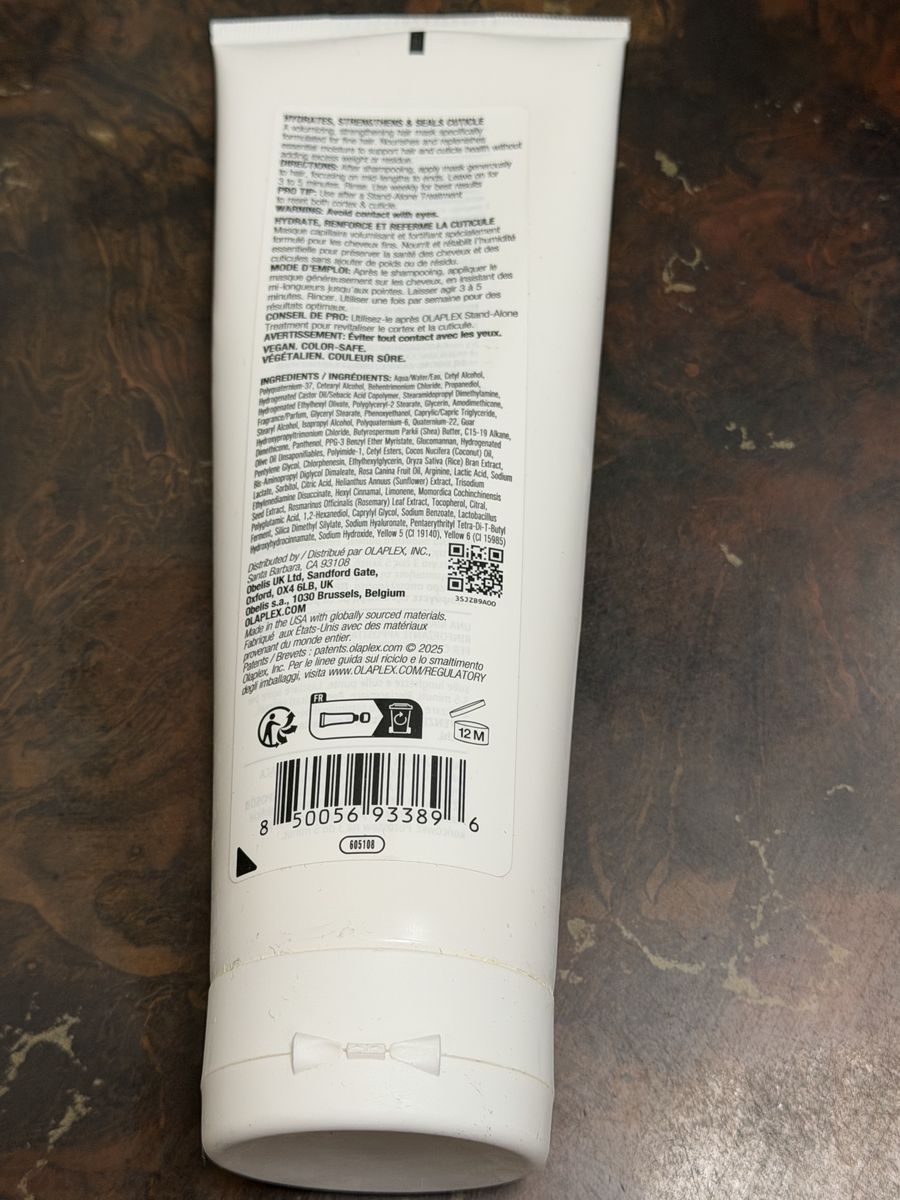 HYDRATES, STRENGTHENS & SEALS CUTICLE
A volumizing, strengthening hair mask specifically
formulated for fine hair. Nourishes and replenishes
essential moisture to support hair and cuticle health without
adding excess weight or residue.
DIRECTIONS: After shampooing, apply mask generously
to hair, focusing on mid-lengths to ends. Leave on for
3 to 5 minutes. Rinse. Use weekly for best results
PRO TIP: Use after a Stand-Alone Treatment
to reset both cortex & cuticle.
WARNING: Avoid contact with eyes.
HYDRATE, RENFORCE ET REFERME LA CUTICULE
Masque capillaire volumisant et fortifiant spécialement
formulé pour les cheveux fins. Nourrit et rétablit l'humidité
essentielle pour préserver la santé des cheveux et des
cuticules sans ajouter de poids ou de résidu.
MODE D'EMPLOI: Après le shampooing, appliquer le
masque généreusement sur les cheveux, en insistant des
mi-longueurs jusqu'aux pointes. Laisser agir 3 à 5
minutes. Rincer. Utiliser une fois par semaine pour des
résultats optimaux.
CONSEIL DE PRO: Utilisez-le après OLAPLEX Stand-Alone
Treatment pour revitaliser le cortex et la cuticule.
AVERTISSEMENT: Éviter tout contact avec les yeux.
VEGAN. COLOR-SAFE.
VÉGÉTALIEN. COULEUR SÛRE.
INGREDIENTS / INGRÉDIENTS: Aqua/Water/Eau, Cetyl Alcohol,
Polyquaternium-37, Cetearyl Alcohol, Behentrimonium Chloride, Propanediol,
Hydrogenated Castor Oil/Sebacic Acid Copolymer, Stearamidopropyl Dimethylamine,
Hydrogenated Ethylhexyl Olivate, Polyglyceryl-2 Stearate, Glycerin, Amodimethicone,
Fragrance/Parfum, Glyceryl Stearate, Phenoxyethanol, Caprylic/Capric Triglyceride,
Stearyl Alcohol, Isopropyl Alcohol, Polyquaternium-6, Quaternium-22, Guar
Hydroxypropyltrimonium Chloride, Butyrospermum Parkii (Shea) Butter, C15-19 Alkane,
Dimethicone, Panthenol, PPG-3 Benzyl Ether Myristate, Glucomannan, Hydrogenated
Olive Oil Unsaponifiables, Polyimide-1, Cetyl Esters, Cocos Nucifera (Coconut) Oil,
Pentylene Glycol, Chlorphenesin, Ethylhexylglycerin, Oryza Sativa (Rice) Bran Extract,
Bis-Aminopropyl Diglycol Dimaleate, Rosa Canina Fruit Oil, Arginine, Lactic Acid, Sodium
Lactate, Sorbitol, Citric Acid, Helianthus Annuus (Sunflower) Extract, Trisodium
Ethylenediamine Disuccinate, Hexyl Cinnamal, Limonene, Momordica Cochinchinensis
Seed Extract, Rosmarinus Officinalis (Rosemary) Leaf Extract, Tocopherol, Citral,
Polyglutamic Acid, 1,2-Hexanediol, Caprylyl Glycol, Sodium Benzoate, Lactobacillus
Ferment, Silica Dimethyl Silylate, Sodium Hyaluronate, Pentaerythrityl Tetra-Di-T-Butyl
Hydroxyhydrocinnamate, Sodium Hydroxide, Yellow 5 (CI 19140), Yellow 6 (CI 15985)
Distributed by / Distribué par OLAPLEX, INC.,
Santa Barbara, CA 93108
Obelis UK Ltd, Sandford Gate,
Oxford, OX4 6LB, UK
Obelis s.a., 1030 Brussels, Belgium
OLAPLEX.COM
35JZB9AOO
Made in the USA with globally sourced materials.
Fabriqué aux États-Unis avec des matériaux
provenant du monde entier.
Patents / Brevets : patents.olaplex.com © 2025
Olaplex, Inc. Per le linee guida sul riciclo e lo smaltimento
degli imballaggi, visita www.OLAPLEX.COM/REGULATORY
FR
12 M
8 50056 93389 6
605108